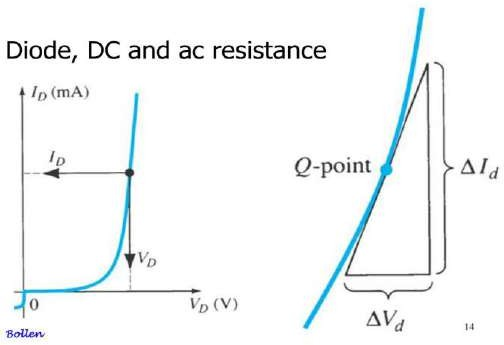 Diode, DC and ac resistance
I_D (mA)
I_D
V_D
0
V_D (V)
Q-point
ΔI_d
ΔV_d
Bollen
14